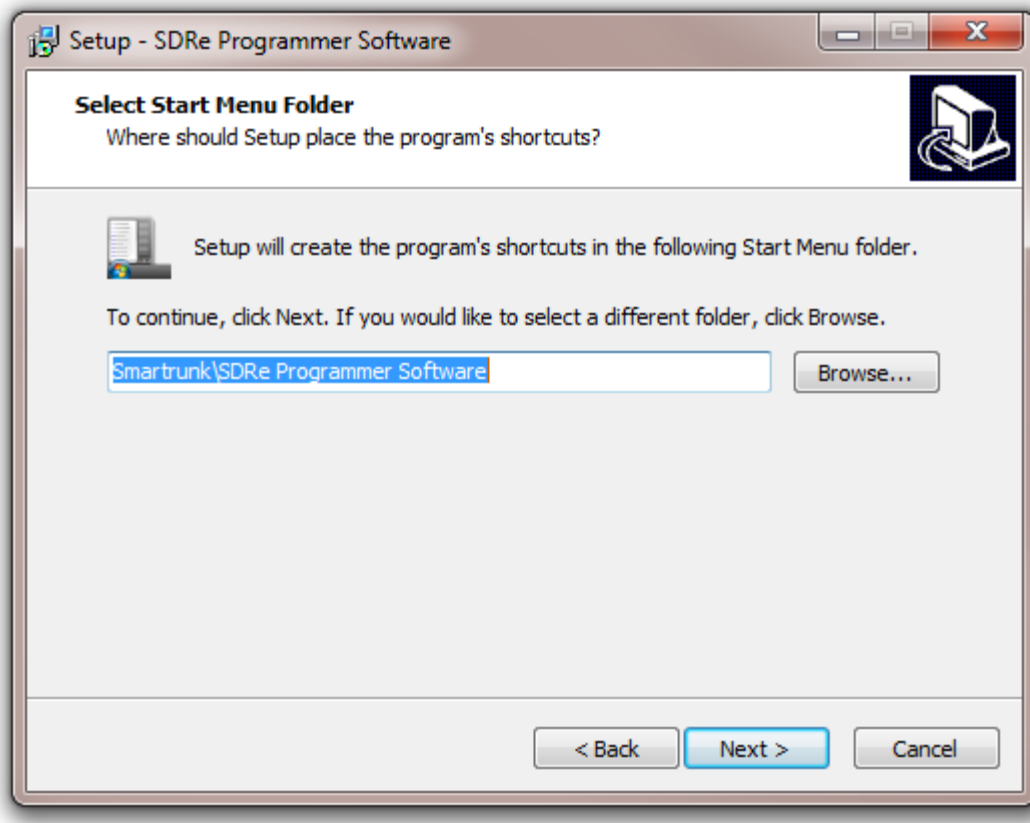 Setup - SDRe Programmer Software
Select Start Menu Folder
Where should Setup place the program's shortcuts?
Setup will create the program's shortcuts in the following Start Menu folder.
To continue, click Next. If you would like to select a different folder, click Browse.
Smartrunk\SDRe Programmer Software
Browse...
< Back
Next >
Cancel